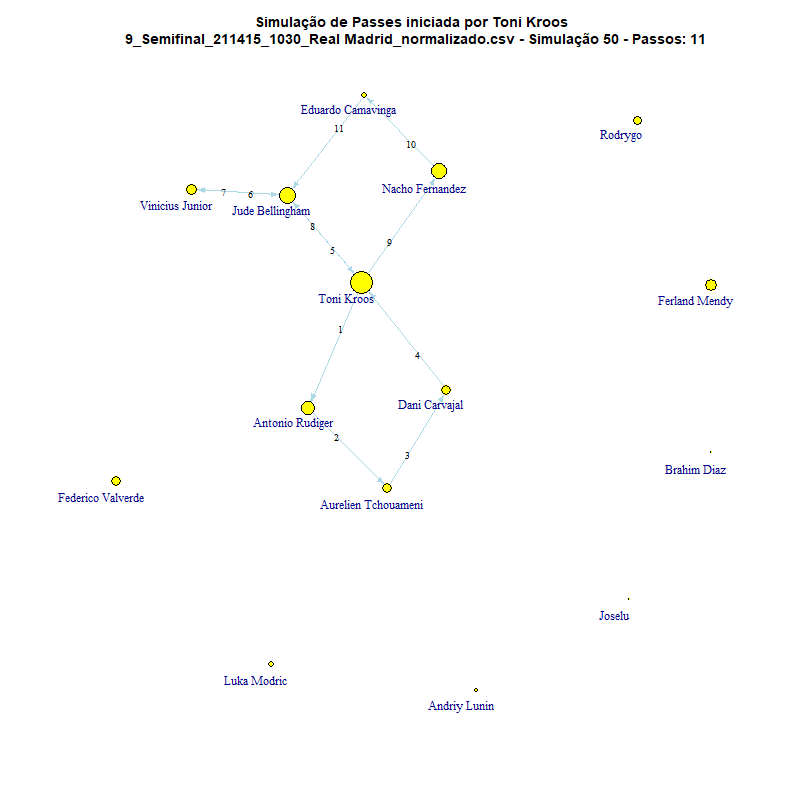 Simulação de Passes iniciada por Toni Kroos
9_Semifinal_211415_1030_Real Madrid_normalizado.csv - Simulação 50 - Passos: 11
Eduardo Camavinga
11
Rodrygo
10
Nacho Fernandez
7
6
Vinicius Junior
Jude Bellingham
8
9
5
Toni Kroos
Ferland Mendy
1
4
Dani Carvajal
Antonio Rudiger
2
3
Brahim Diaz
Federico Valverde
Aurelien Tchouameni
Joselu
Luka Modric
Andriy Lunin